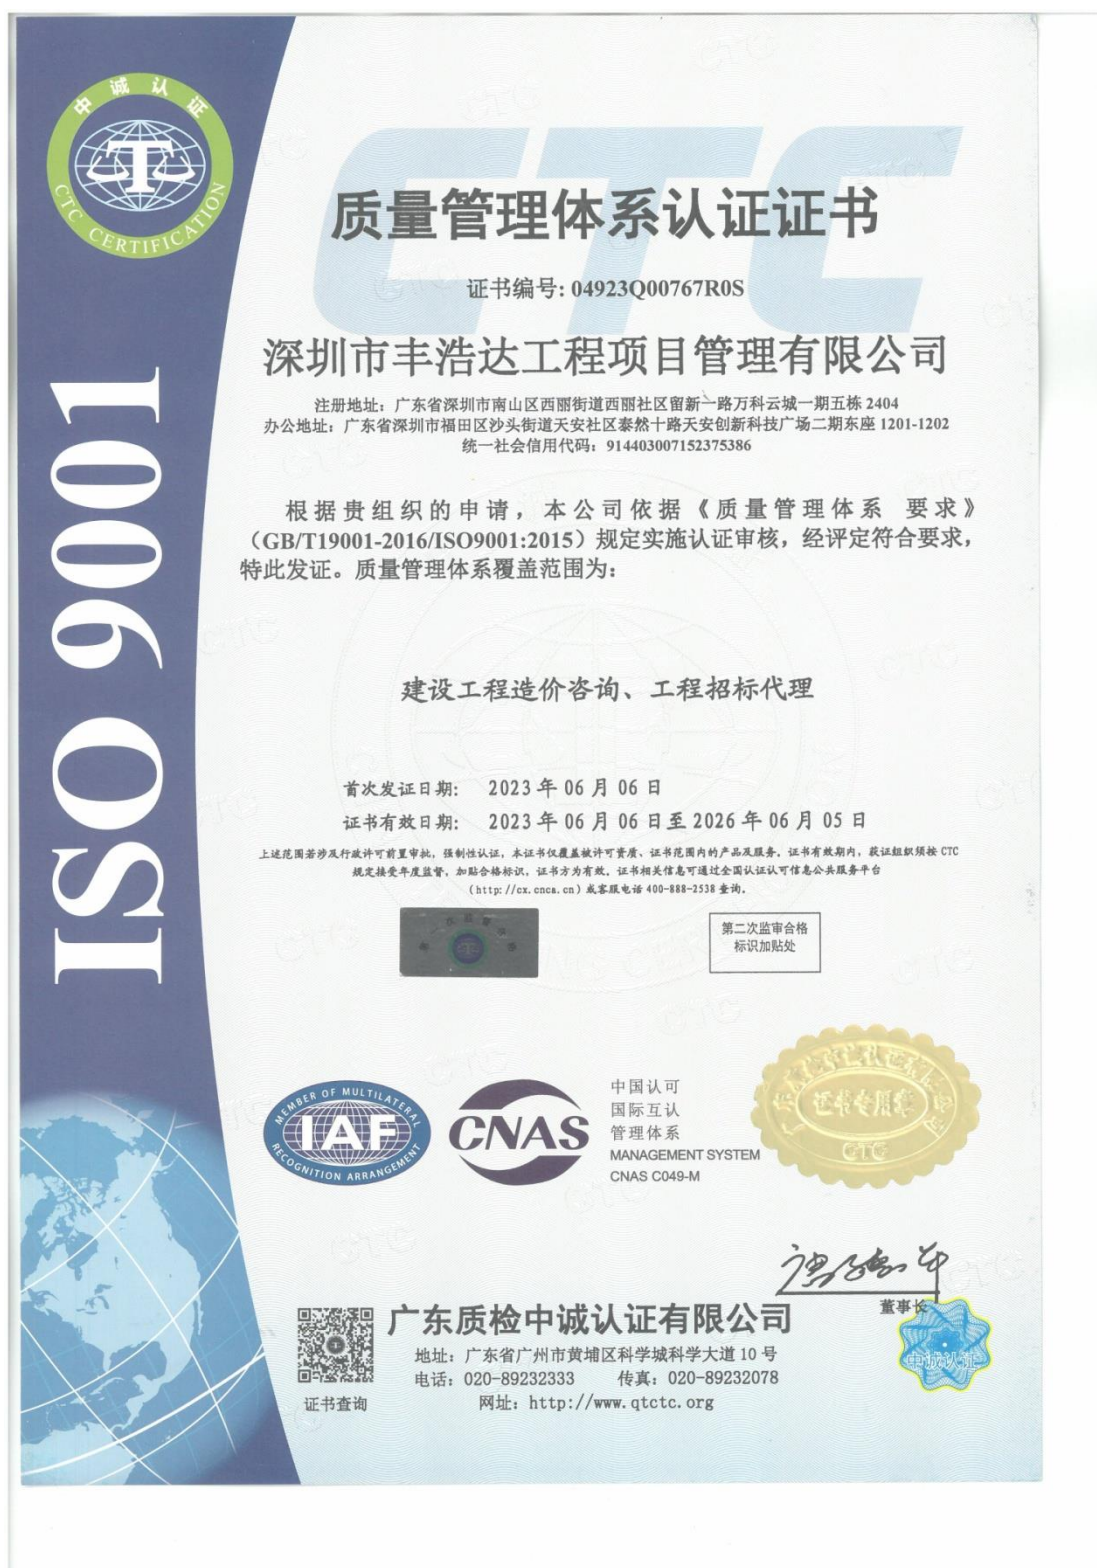 中诚认证
CTC CERTIFICATION
CTC
ISO 9001
质量管理体系认证证书
证书编号: 04923Q00767R0S
深圳市丰浩达工程项目管理有限公司
注册地址：广东省深圳市南山区西丽街道西丽社区留新一路万科云城一期五栋 2404
办公地址：广东省深圳市福田区沙头街道天安社区泰然十路天安创新科技广场二期东座 1201-1202
统一社会信用代码：914403007152375386
根据贵组织的申请，本公司依据《质量管理体系 要求》
（GB/T19001-2016/ISO9001:2015）规定实施认证审核，经评定符合要求，
特此发证。质量管理体系覆盖范围为：
建设工程造价咨询、工程招标代理
首次发证日期: 2023 年 06 月 06 日
证书有效日期: 2023 年 06 月 06 日至 2026 年 06 月 05 日
上述范围若涉及行政许可前置审批，强制性认证，本证书仅覆盖被许可资质、证书范围内的产品及服务。证书有效期内，获证组织须按 CTC
规定接受年度监督，加贴合格标识，证书方为有效。证书相关信息可通过全国认证认可信息公共服务平台
(http://cx.cnca.cn) 或客服电话 400-888-2538 查询。
第二次监审合格
标识加贴处
MEMBER OF MULTILATERAL
IAF
RECOGNITION ARRANGEMENT
CNAS
中国认可
国际互认
管理体系
MANAGEMENT SYSTEM
CNAS C049-M
证书专用章
CTC
董事长
中诚认证
广东质检中诚认证有限公司
地址：广东省广州市黄埔区科学城科学大道 10 号
电话：020-89232333 传真：020-89232078
网址：http://www.qtctc.org
证书查询